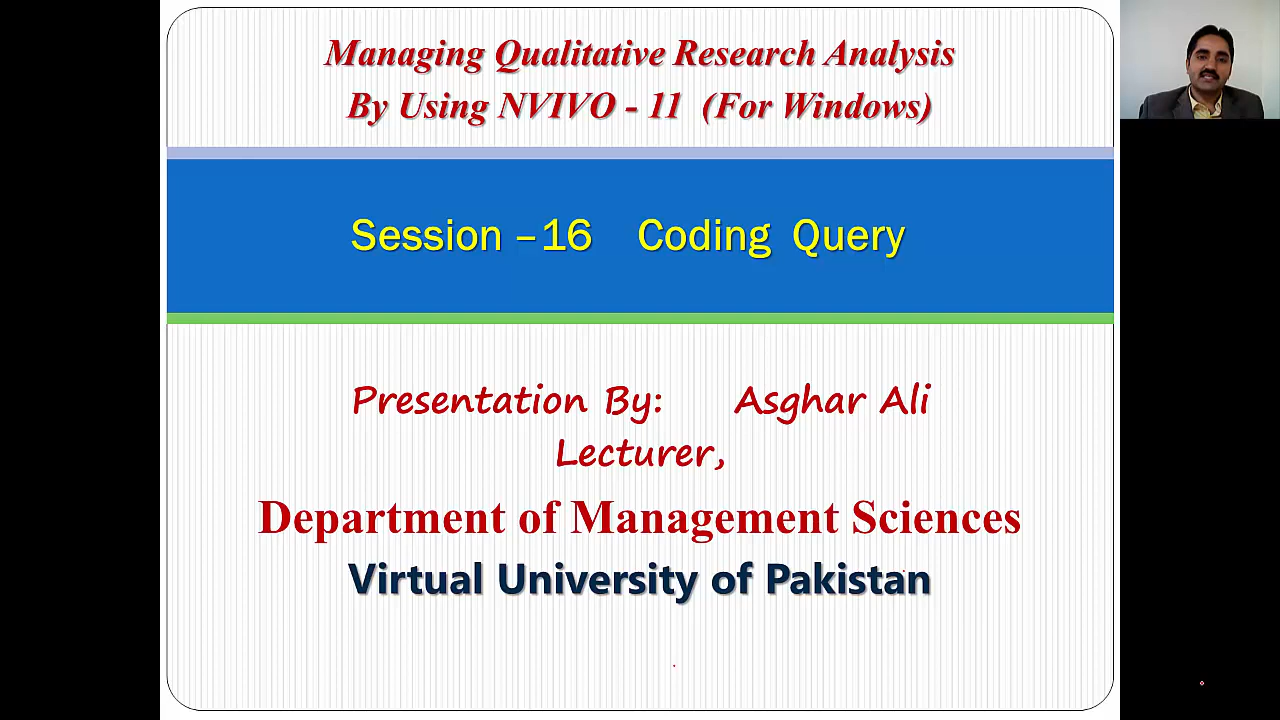 Managing Qualitative Research Analysis
By Using NVIVO - 11 (For Windows)
Session –16 Coding Query
Presentation By: Asghar Ali
Lecturer,
Department of Management Sciences
Virtual University of Pakistan